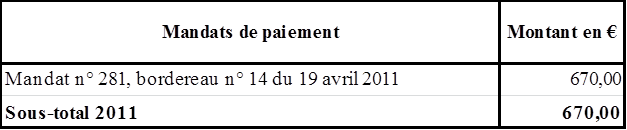 Mandats de paiement Montant en €
Mandat n° 281, bordereau n° 14 du 19 avril 2011 670,00
Sous-total 2011 670,00